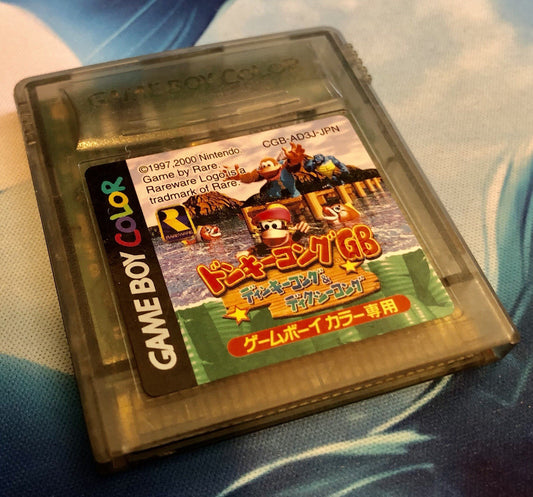 GAME BOY COLOR
©1997,2000 Nintendo
Game by Rare.
Rareware Logo is a
tradmark of Rare.
CGB-AD3J-JPN
GAME BOY COLOR
R
RAREWARE
ドンキーコングGB
ディンキーコング&
ディクシーコング
ゲームボーイカラー専用